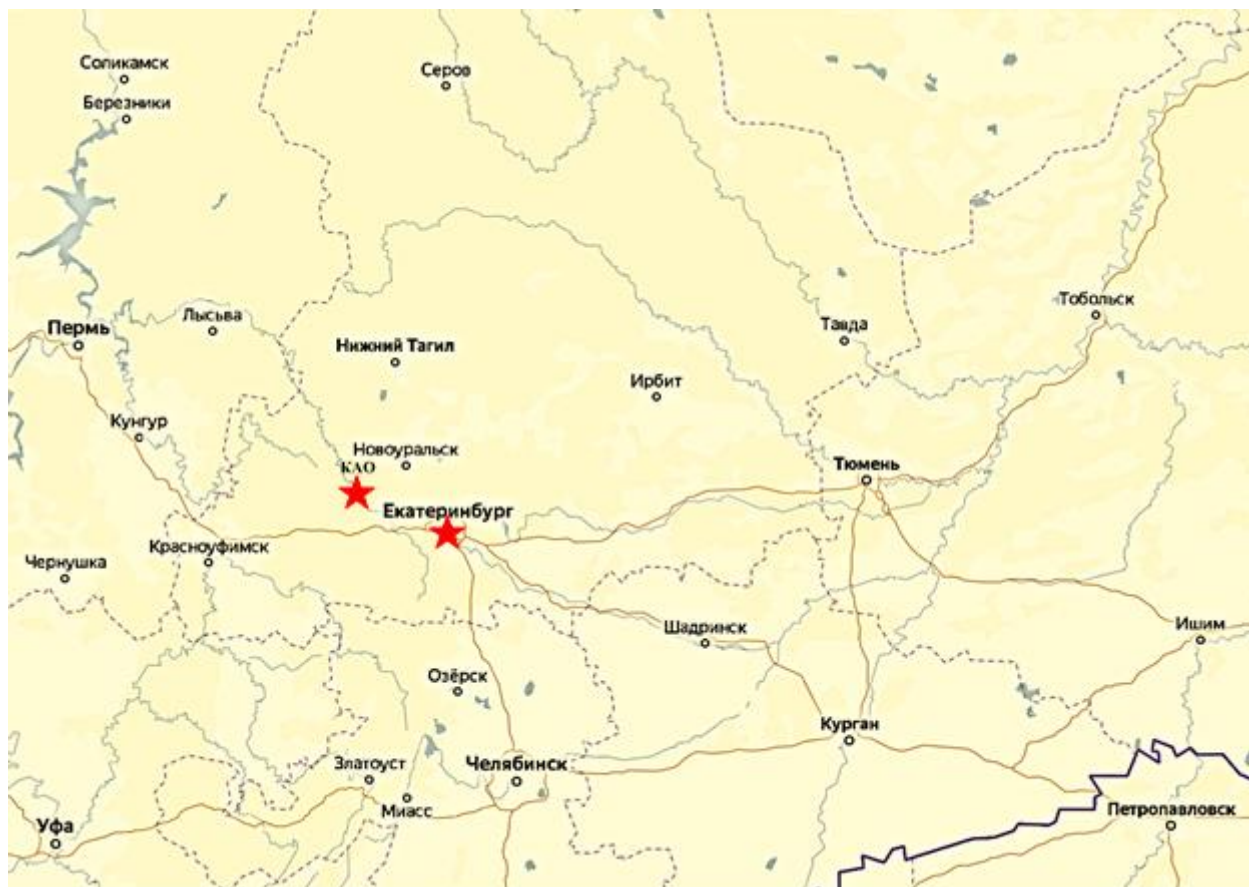 Соликамск
Березники
Серов
Тобольск
Тавда
Лысьва
Пермь
Нижний Тагил
Ирбит
Кунгур
Новоуральск
КАО
Тюмень
Екатеринбург
Красноуфимск
Чернушка
Шадринск
Ишим
Озёрск
Курган
Златоуст
Челябинск
Миасс
Петропавловск
Уфа